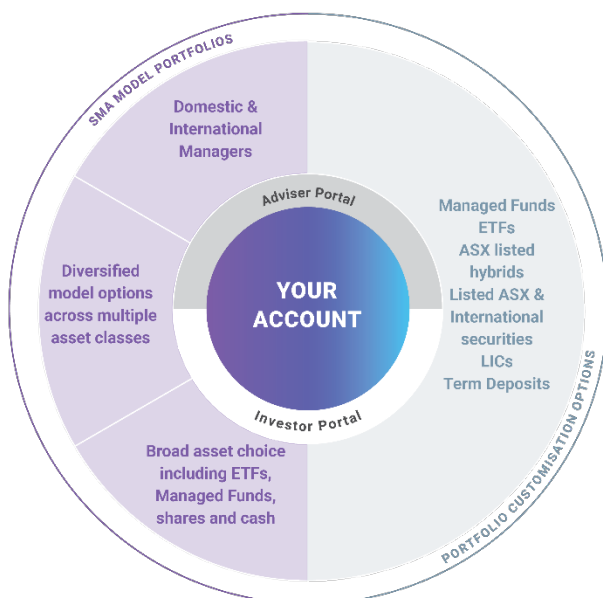 SMA MODEL PORTFOLIOS
Domestic &
International
Managers
Diversified
model options
across multiple
asset classes
Broad asset choice
including ETFs,
Managed Funds,
shares and cash
Adviser Portal
YOUR
ACCOUNT
Investor Portal
Managed Funds
ETFs
ASX listed
hybrids
Listed ASX &
International
securities
LICs
Term Deposits
PORTFOLIO CUSTOMISATION OPTIONS